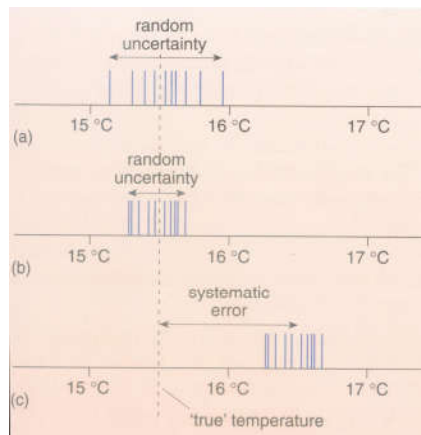 random
uncertainty
15 °C 16 °C 17 °C
(a)
random
uncertainty
15 °C 16 °C 17 °C
(b)
systematic
error
15 °C 16 °C 17 °C
(c)
'true' temperature